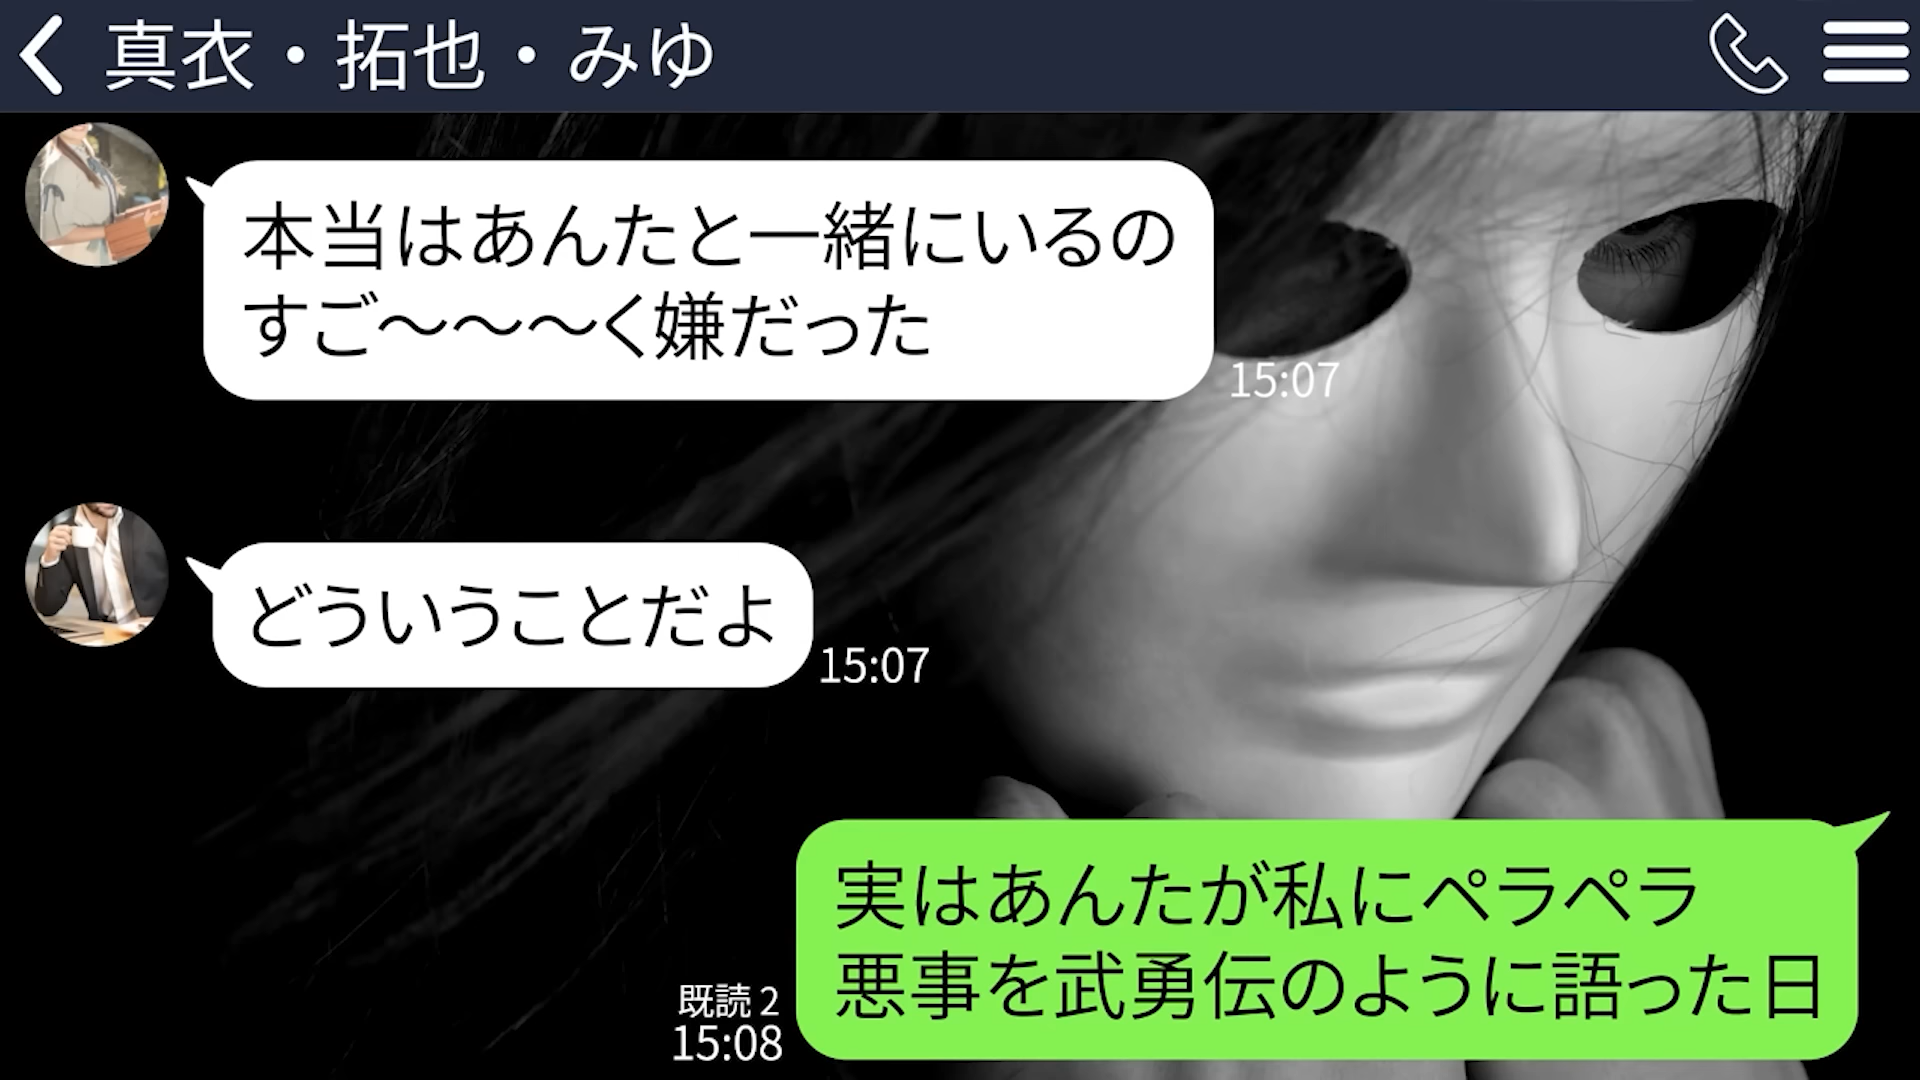 真衣・拓也・みゆ
本当はあんたと一緒にいるの
すご～～～く嫌だった
15:07
どういうことだよ
15:07
実はあんたが私にペラペラ
悪事を武勇伝のように語った日
既読 2
15:08